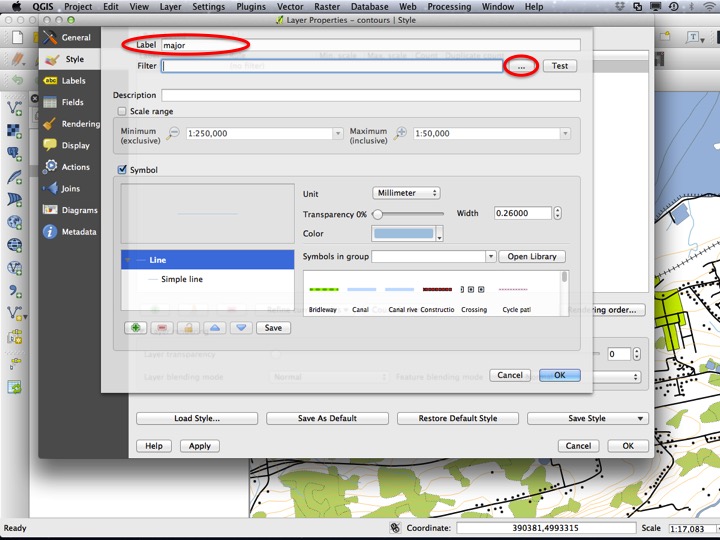 QGIS Project Edit View Layer Settings Plugins Vector Raster Database Web Processing Window Help
Layer Properties - contours | Style
General
Style
Labels
Fields
Rendering
Display
Actions
Joins
Diagrams
Metadata
Label major
Filter ... Test
Description
Scale range
Minimum (exclusive) 1:250,000 Maximum (inclusive) 1:50,000
Symbol
Unit Millimeter
Transparency 0% Width 0.26000
Color
Symbols in group Open Library
Line
Simple line
Bridleway Canal Canal rive Constructio Crossing Cycle patl
Save
Rendering order...
Layer transparency 0
Layer blending mode Normal Feature blending mode
Cancel OK
Load Style... Save As Default Restore Default Style Save Style
Help Apply Cancel OK
Ready Coordinate: 390381,4993315 Scale 1:17,083